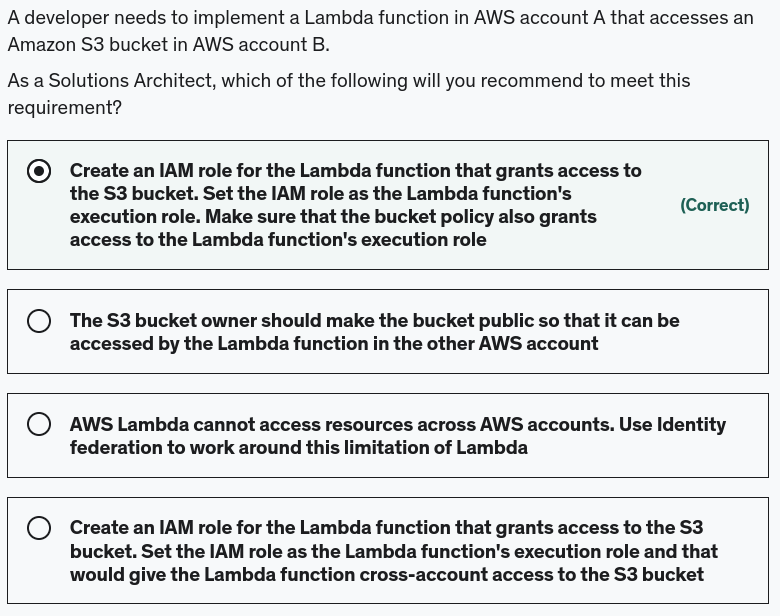 A developer needs to implement a Lambda function in AWS account A that accesses an
Amazon S3 bucket in AWS account B.
As a Solutions Architect, which of the following will you recommend to meet this
requirement?
Create an IAM role for the Lambda function that grants access to
the S3 bucket. Set the IAM role as the Lambda function's
execution role. Make sure that the bucket policy also grants
access to the Lambda function's execution role
(Correct)
The S3 bucket owner should make the bucket public so that it can be
accessed by the Lambda function in the other AWS account
AWS Lambda cannot access resources across AWS accounts. Use Identity
federation to work around this limitation of Lambda
Create an IAM role for the Lambda function that grants access to the S3
bucket. Set the IAM role as the Lambda function's execution role and that
would give the Lambda function cross-account access to the S3 bucket